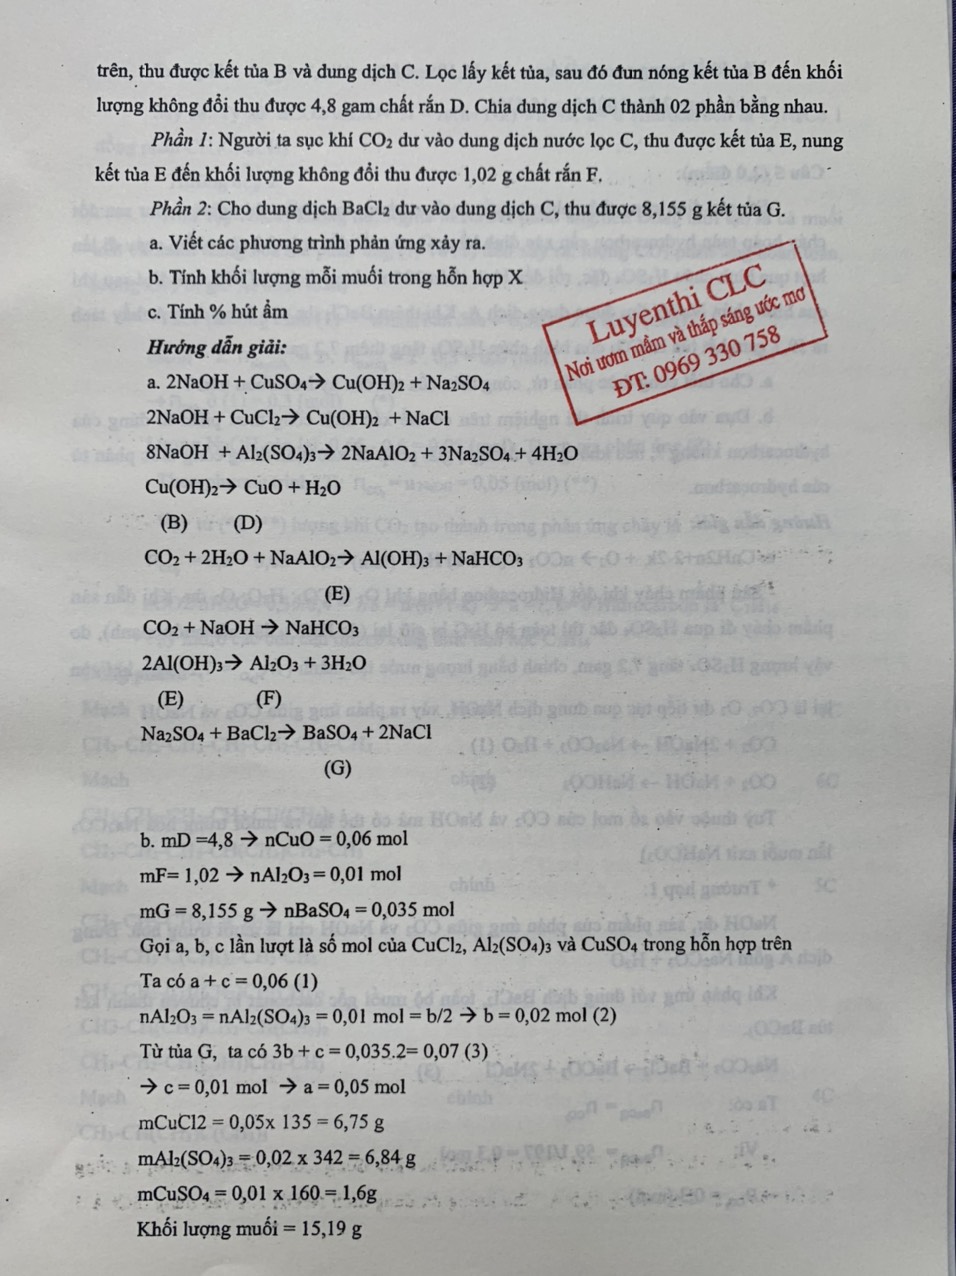 trên, thu được kết tủa B và dung dịch C. Lọc lấy kết tủa, sau đó đun nóng kết tủa B đến khối
lượng không đổi thu được 4,8 gam chất rắn D. Chia dung dịch C thành 02 phần bằng nhau.
Phần 1: Người ta sục khí CO₂ dư vào dung dịch nước lọc C, thu được kết tủa E, nung
kết tủa E đến khối lượng không đổi thu được 1,02 g chất rắn F.
Phần 2: Cho dung dịch BaCl₂ dư vào dung dịch C, thu được 8,155 g kết tủa G.
a. Viết các phương trình phản ứng xảy ra.
b. Tính khối lượng mỗi muối trong hỗn hợp X
c. Tính % hút ẩm
Luyenthi CLC
Nơi ươm mầm và thắp sáng ước mơ
ĐT: 0969 330 758
Hướng dẫn giải:
a. 2NaOH + CuSO₄→ Cu(OH)₂ + Na₂SO₄
2NaOH + CuCl₂→ Cu(OH)₂ + NaCl
8NaOH + Al₂(SO₄)₃→ 2NaAlO₂ + 3Na₂SO₄ + 4H₂O
Cu(OH)₂→ CuO + H₂O
(B) (D)
CO₂ + 2H₂O + NaAlO₂→ Al(OH)₃ + NaHCO₃
(E)
CO₂ + NaOH → NaHCO₃
2Al(OH)₃→ Al₂O₃ + 3H₂O
(E) (F)
Na₂SO₄ + BaCl₂→ BaSO₄ + 2NaCl
(G)
b. mD =4,8 → nCuO = 0,06 mol
mF= 1,02 → nAl₂O₃ = 0,01 mol
mG = 8,155 g → nBaSO₄ = 0,035 mol
Gọi a, b, c lần lượt là số mol của CuCl₂, Al₂(SO₄)₃ và CuSO₄ trong hỗn hợp trên
Ta có a + c = 0,06 (1)
nAl₂O₃ = nAl₂(SO₄)₃ = 0,01 mol = b/2 → b = 0,02 mol (2)
Từ tủa G, ta có 3b + c = 0,035.2= 0,07 (3)
→ c = 0,01 mol → a = 0,05 mol
mCuCl2 = 0,05x 135 = 6,75 g
mAl₂(SO₄)₃ = 0,02 x 342 = 6,84 g
mCuSO₄ = 0,01 x 160 = 1,6g
Khối lượng muối = 15,19 g